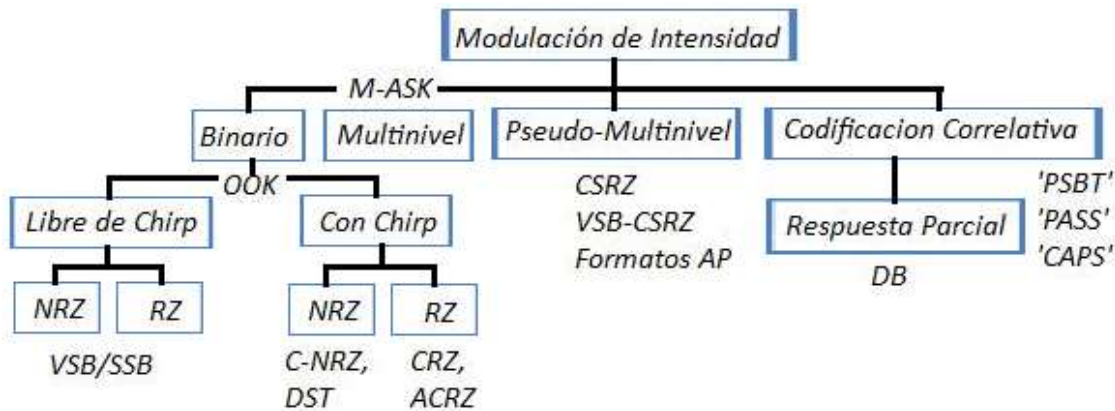 Modulación de Intensidad
M-ASK
Binario
Multinivel
Pseudo-Multinivel
Codificacion Correlativa
OOK
CSRZ
VSB-CSRZ
Formatos AP
'PSBT'
'PASS'
'CAPS'
Libre de Chirp
Con Chirp
Respuesta Parcial
DB
NRZ
RZ
NRZ
RZ
VSB/SSB
C-NRZ,
DST
CRZ,
ACRZ